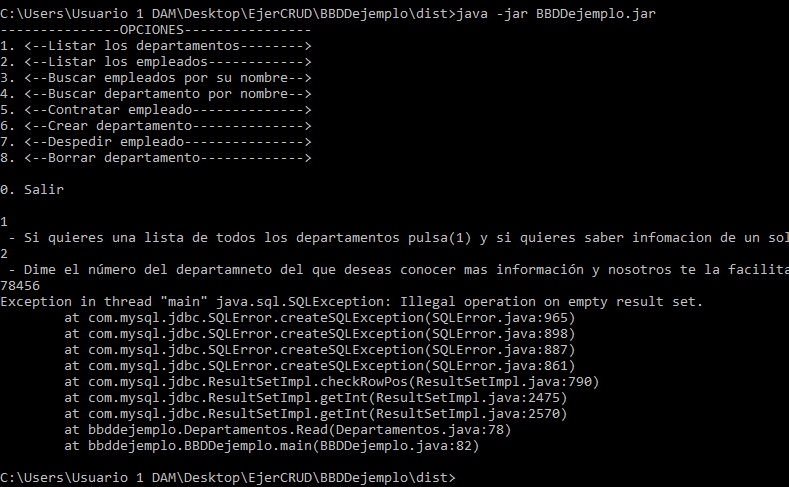 C:\Users\Usuario 1 DAM\Desktop\EjerCRUD\BBDDejemplo\dist>java -jar BBDDejemplo.jar
---------------OPCIONES----------------
1. <--Listar los departamentos-------->
2. <--Listar los empleados------------>
3. <--Buscar empleados por su nombre-->
4. <--Buscar departamento por nombre-->
5. <--Contratar empleado-------------->
6. <--Crear departamento-------------->
7. <--Despedir empleado--------------->
8. <--Borrar departamento------------->
0. Salir
1
- Si quieres una lista de todos los departamentos pulsa(1) y si quieres saber infomacion de un sol
2
- Dime el número del departamneto del que deseas conocer mas información y nosotros te la facilita
78456
Exception in thread "main" java.sql.SQLException: Illegal operation on empty result set.
at com.mysql.jdbc.SQLError.createSQLException(SQLError.java:965)
at com.mysql.jdbc.SQLError.createSQLException(SQLError.java:898)
at com.mysql.jdbc.SQLError.createSQLException(SQLError.java:887)
at com.mysql.jdbc.SQLError.createSQLException(SQLError.java:861)
at com.mysql.jdbc.ResultSetImpl.checkRowPos(ResultSetImpl.java:790)
at com.mysql.jdbc.ResultSetImpl.getInt(ResultSetImpl.java:2475)
at com.mysql.jdbc.ResultSetImpl.getInt(ResultSetImpl.java:2570)
at bbddejemplo.Departamentos.Read(Departamentos.java:78)
at bbddejemplo.BBDDejemplo.main(BBDDejemplo.java:82)
C:\Users\Usuario 1 DAM\Desktop\EjerCRUD\BBDDejemplo\dist>